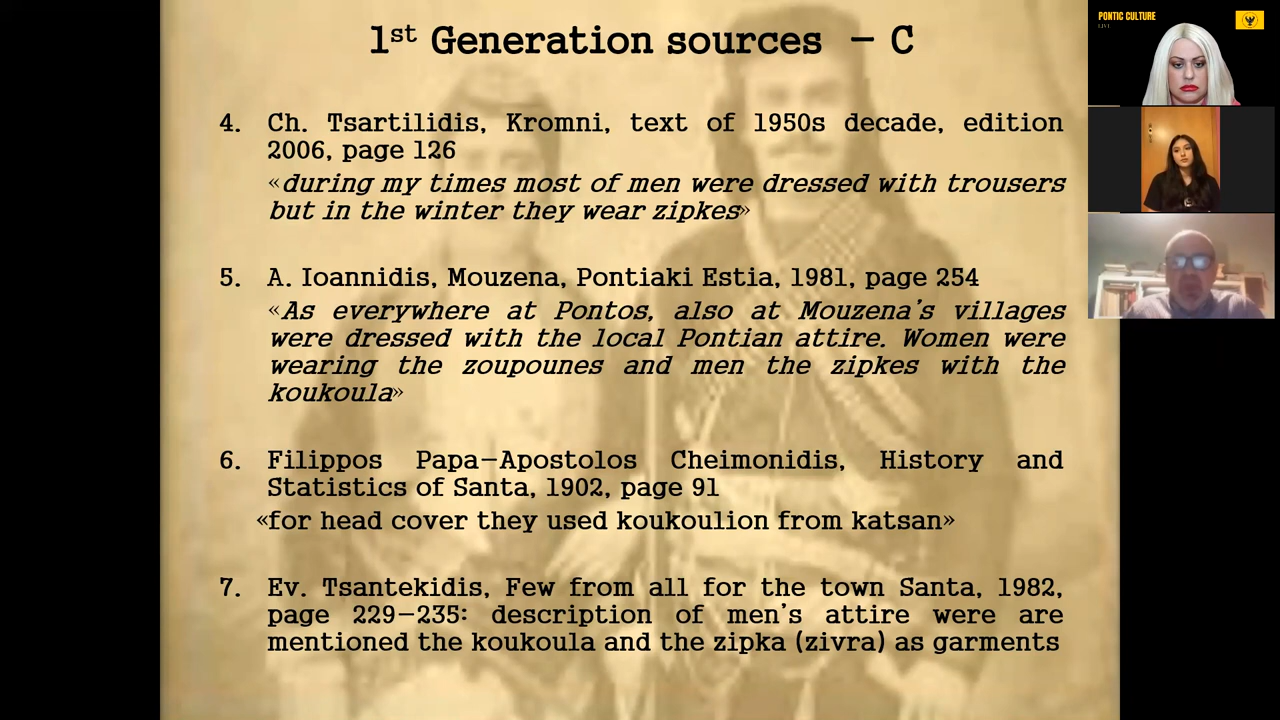 1st Generation sources – C
4. Ch. Tsartilidis, Kromni, text of 1950s decade, edition
2006, page 126
«during my times most of men were dressed with trousers
but in the winter they wear zipkes»
5. A. Ioannidis, Mouzena, Pontiaki Estia, 1981, page 254
«As everywhere at Pontos, also at Mouzena's villages
were dressed with the local Pontian attire. Women were
wearing the zoupounes and men the zipkes with the
koukoula»
6. Filippos Papa-Apostolos Cheimonidis, History and
Statistics of Santa, 1902, page 91
«for head cover they used koukoulion from katsan»
7. Ev. Tsantekidis, Few from all for the town Santa, 1982,
page 229-235: description of men's attire were are
mentioned the koukoula and the zipka (zivra) as garments
PONTIC CULTURE
LIVE